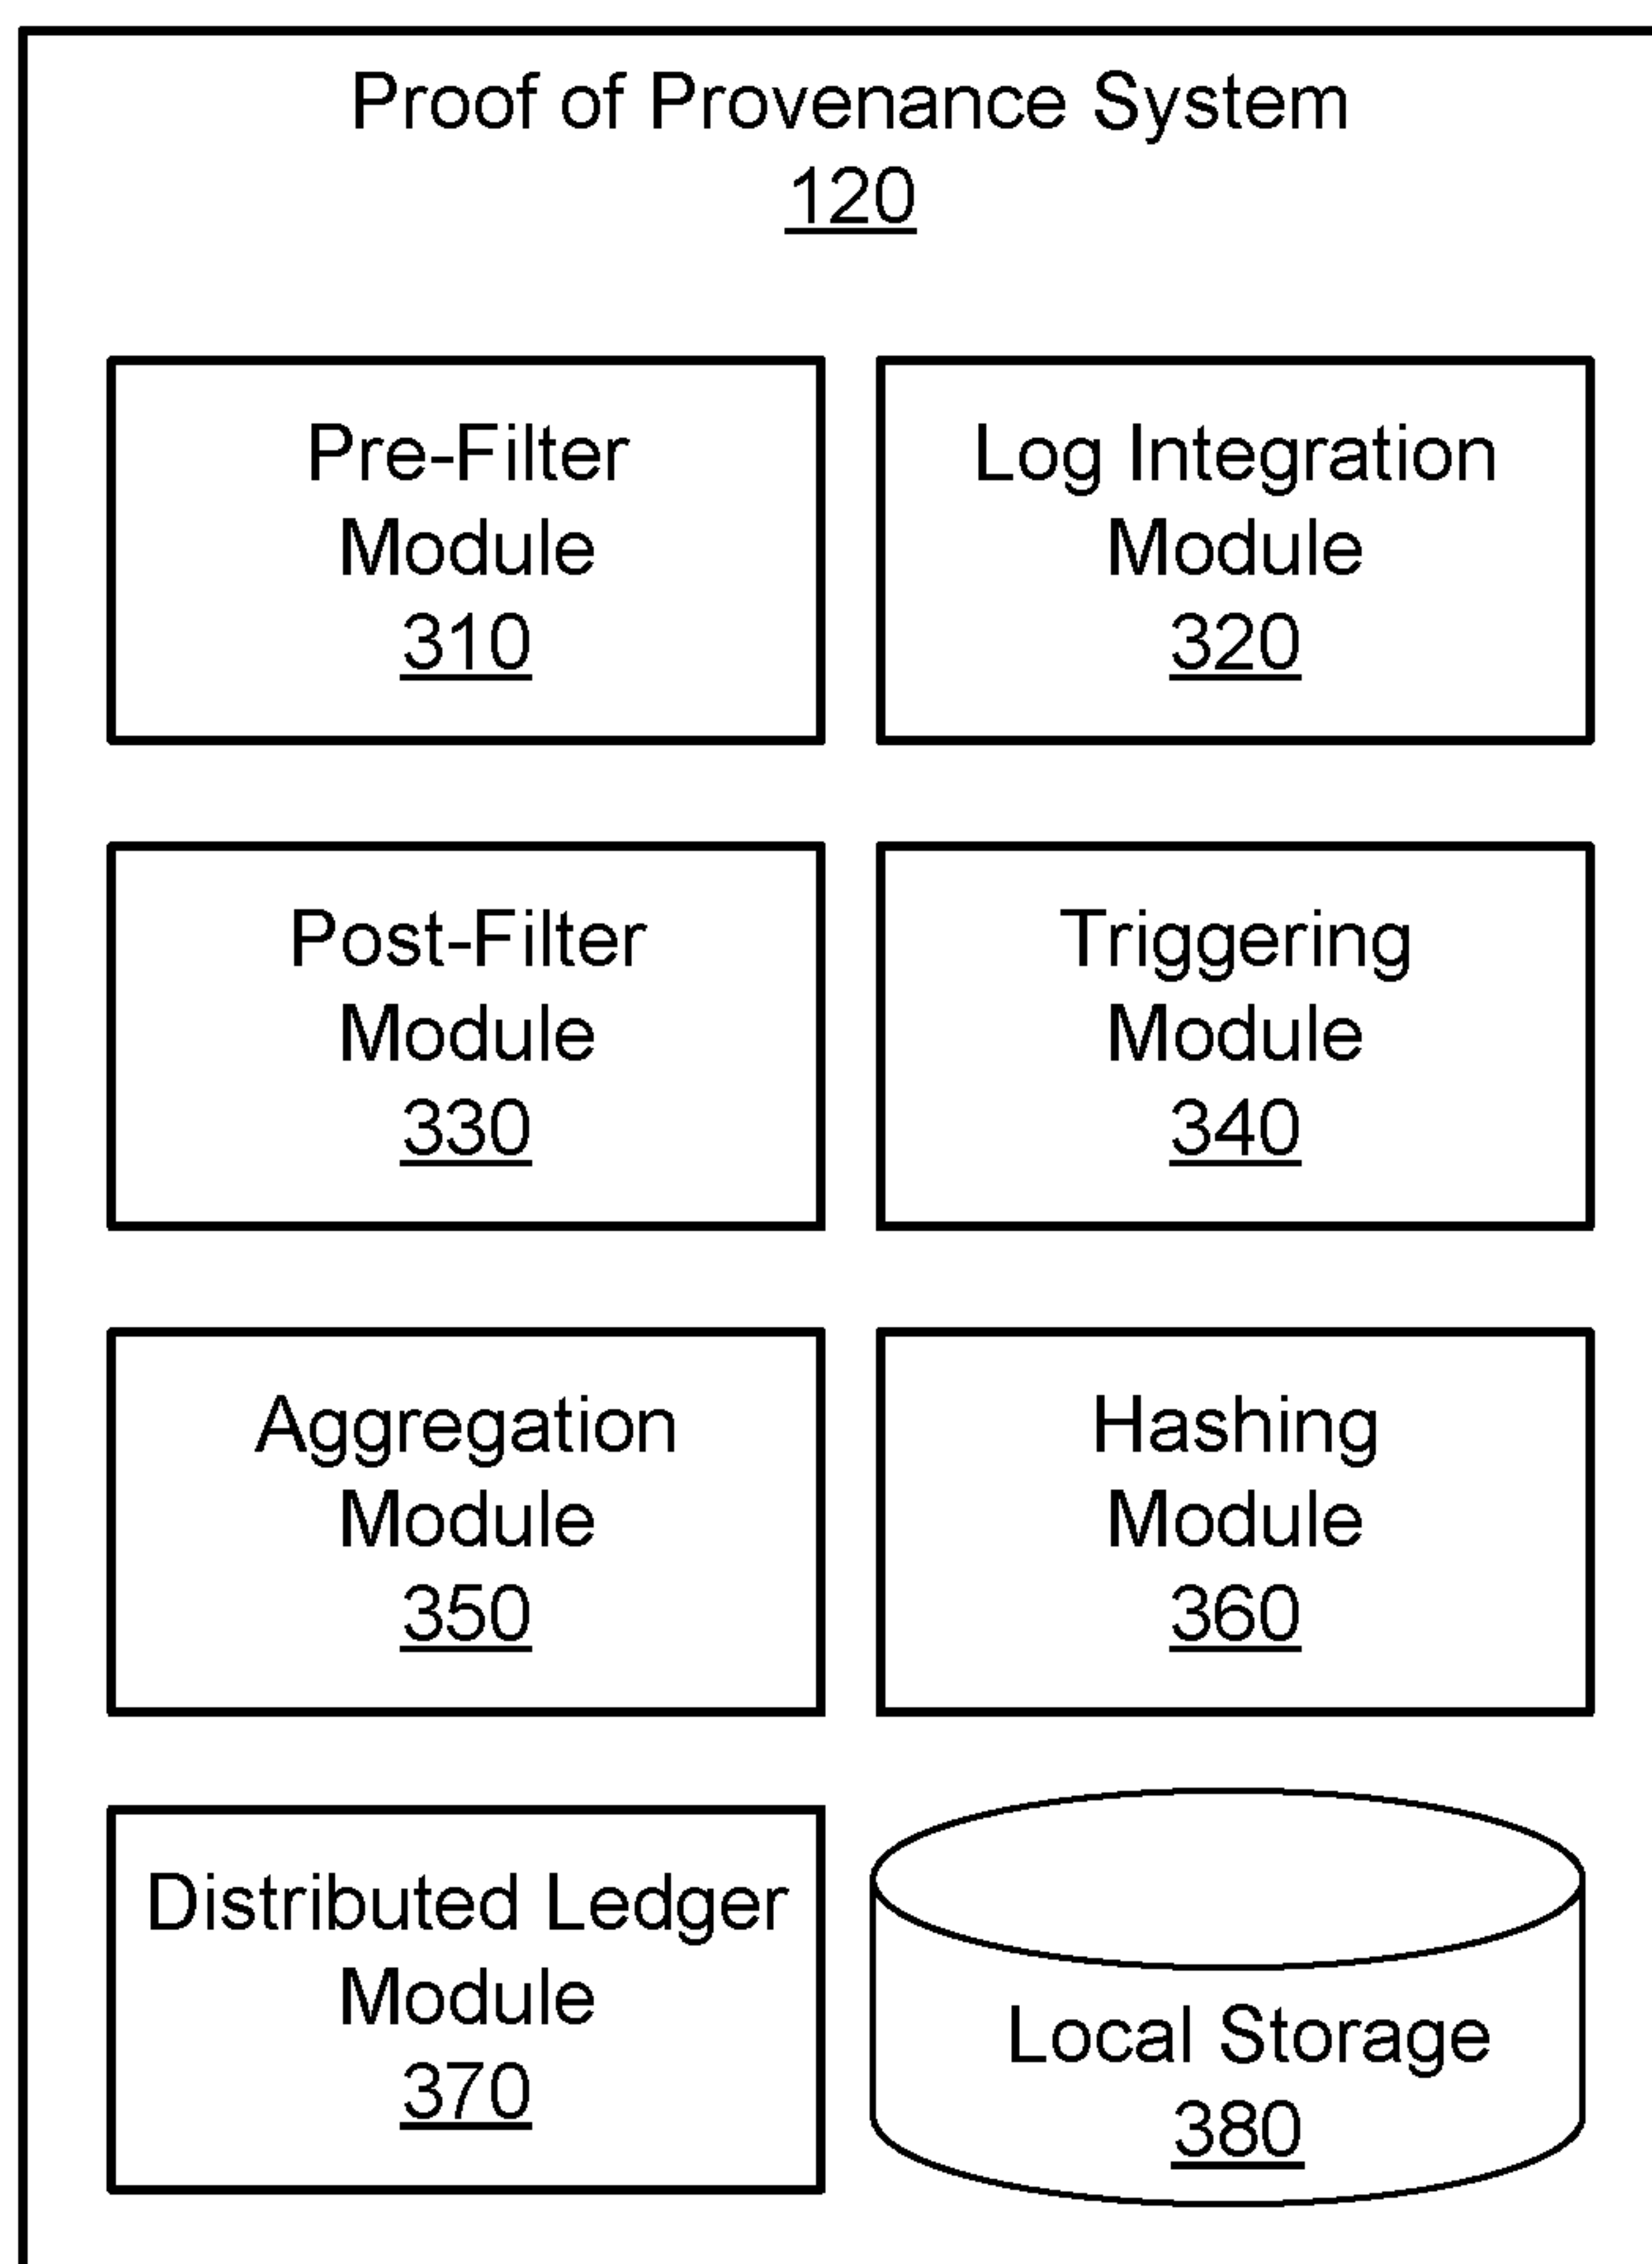 Proof of Provenance System
120
Pre-Filter
Module
310
Log Integration
Module
320
Post-Filter
Module
330
Triggering
Module
340
Aggregation
Module
350
Hashing
Module
360
Distributed Ledger
Module
370
Local Storage
380